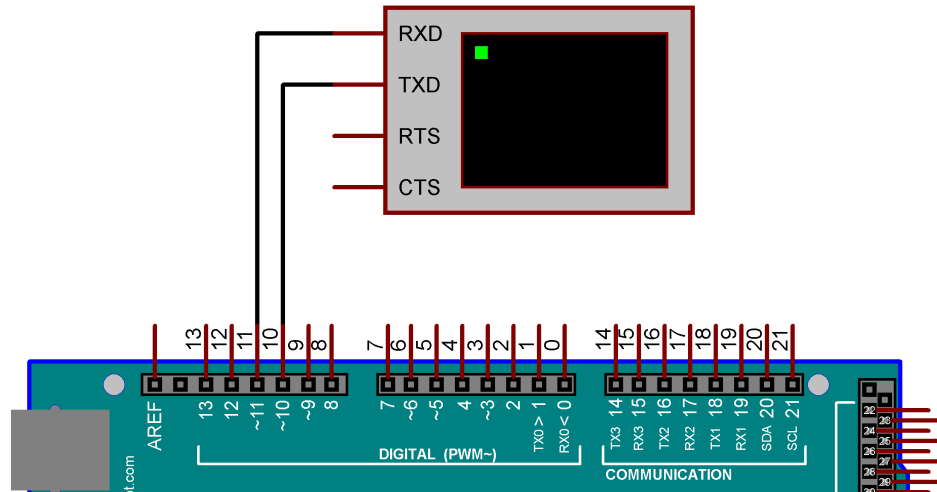 RXD
TXD
RTS
CTS
13
12
11
10
9
8
7
6
5
4
3
2
1
0
14
15
16
17
18
19
20
21
AREF
13
12
~11
~10
~9
8
7
~6
~5
4
~3
2
TX0 > 1
RX0 < 0
TX3 14
RX3 15
TX2 16
RX2 17
TX1 18
RX1 19
SDA 20
SCL 21
DIGITAL (PWM~)
COMMUNICATION
22
23
24
25
26
27
28
29
ot.com